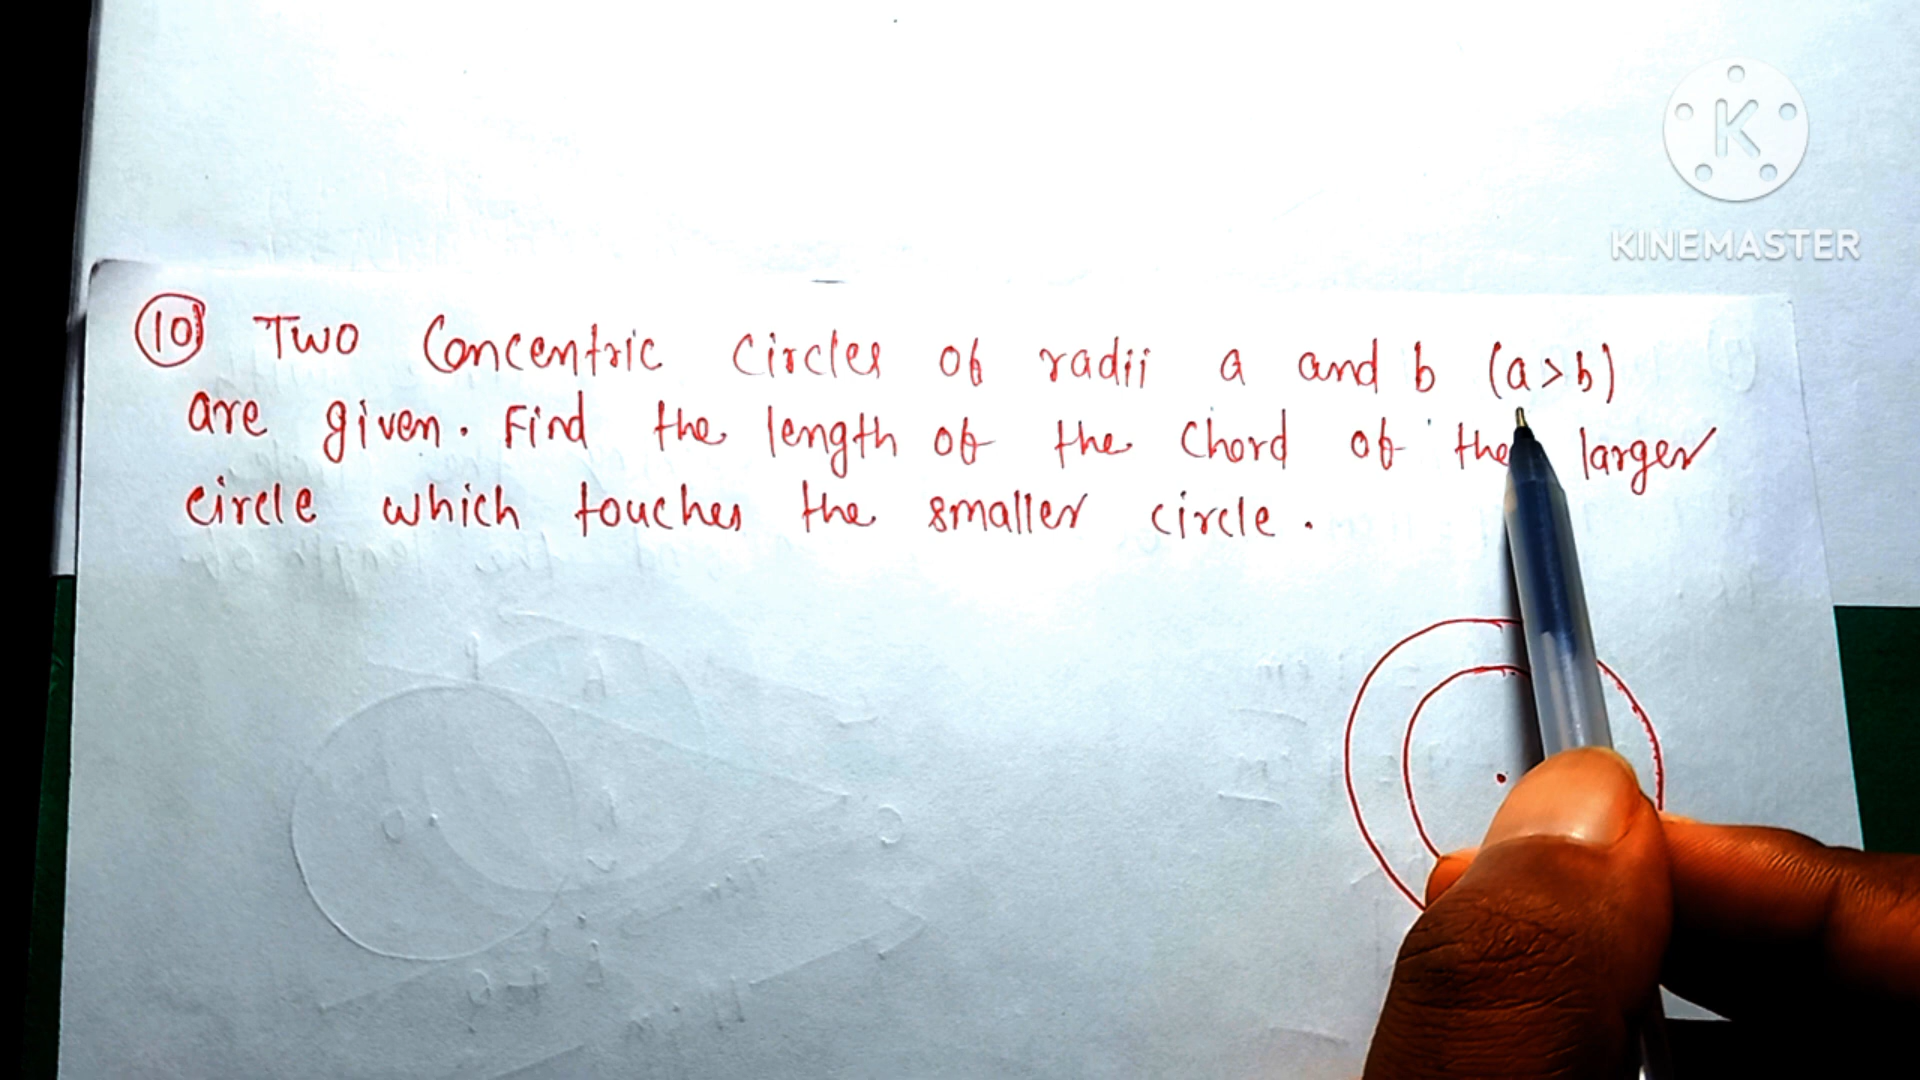 K
KINEMASTER
10 Two Concentric circles of radii a and b (a>b)
are given. Find the length of the chord of the larger
circle which touches the smaller circle.